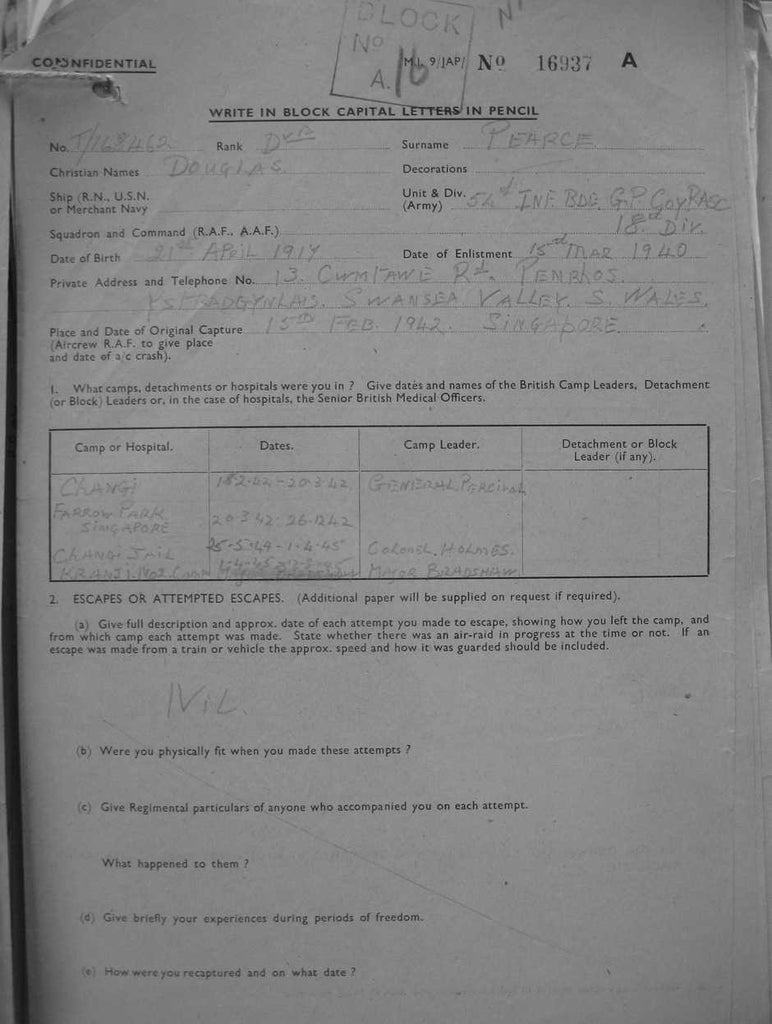 BLOCK
No
A. 16
CONFIDENTIAL
M.I. 9/JAP/ No 16937 A
WRITE IN BLOCK CAPITAL LETTERS IN PENCIL
No. T/168462 Rank DVR Surname PEARCE
Christian Names DOUGLAS Decorations
Ship (R.N., U.S.N. or Merchant Navy
Unit & Div. (Army) 54th INF. BDE G.P. Coy RASC
18th DIV.
Squadron and Command (R.A.F., A.A.F.)
Date of Birth 21st APRIL 1914 Date of Enlistment 15th MAR 1940
Private Address and Telephone No. 13. CWMTAWE Rd. PENRHOS
YSTRADGYNLAIS. SWANSEA VALLEY. S. WALES.
Place and Date of Original Capture 15TH FEB. 1942. SINGAPORE.
(Aircrew R.A.F. to give place
and date of a/c crash).
1. What camps, detachments or hospitals were you in ? Give dates and names of the British Camp Leaders, Detachment
(or Block) Leaders or, in the case of hospitals, the Senior British Medical Officers.
Camp or Hospital. Dates. Camp Leader. Detachment or Block
Leader (if any).
CHANGI 15-2-42-20-3-42 GENERAL PERCIVAL
FARROW PARK
SINGAPORE 20-3-42-26-12-42
CHANGI JAIL 25-5-44-1-4-45 COLONEL HOLMES.
KRANJI MAJOR BRADSHAW
2. ESCAPES OR ATTEMPTED ESCAPES. (Additional paper will be supplied on request if required).
(a) Give full description and approx. date of each attempt you made to escape, showing how you left the camp, and
from which camp each attempt was made. State whether there was an air-raid in progress at the time or not. If an
escape was made from a train or vehicle the approx. speed and how it was guarded should be included.
NIL.
(b) Were you physically fit when you made these attempts ?
(c) Give Regimental particulars of anyone who accompanied you on each attempt.
What happened to them ?
(d) Give briefly your experiences during periods of freedom.
(e) How were you recaptured and on what date ?